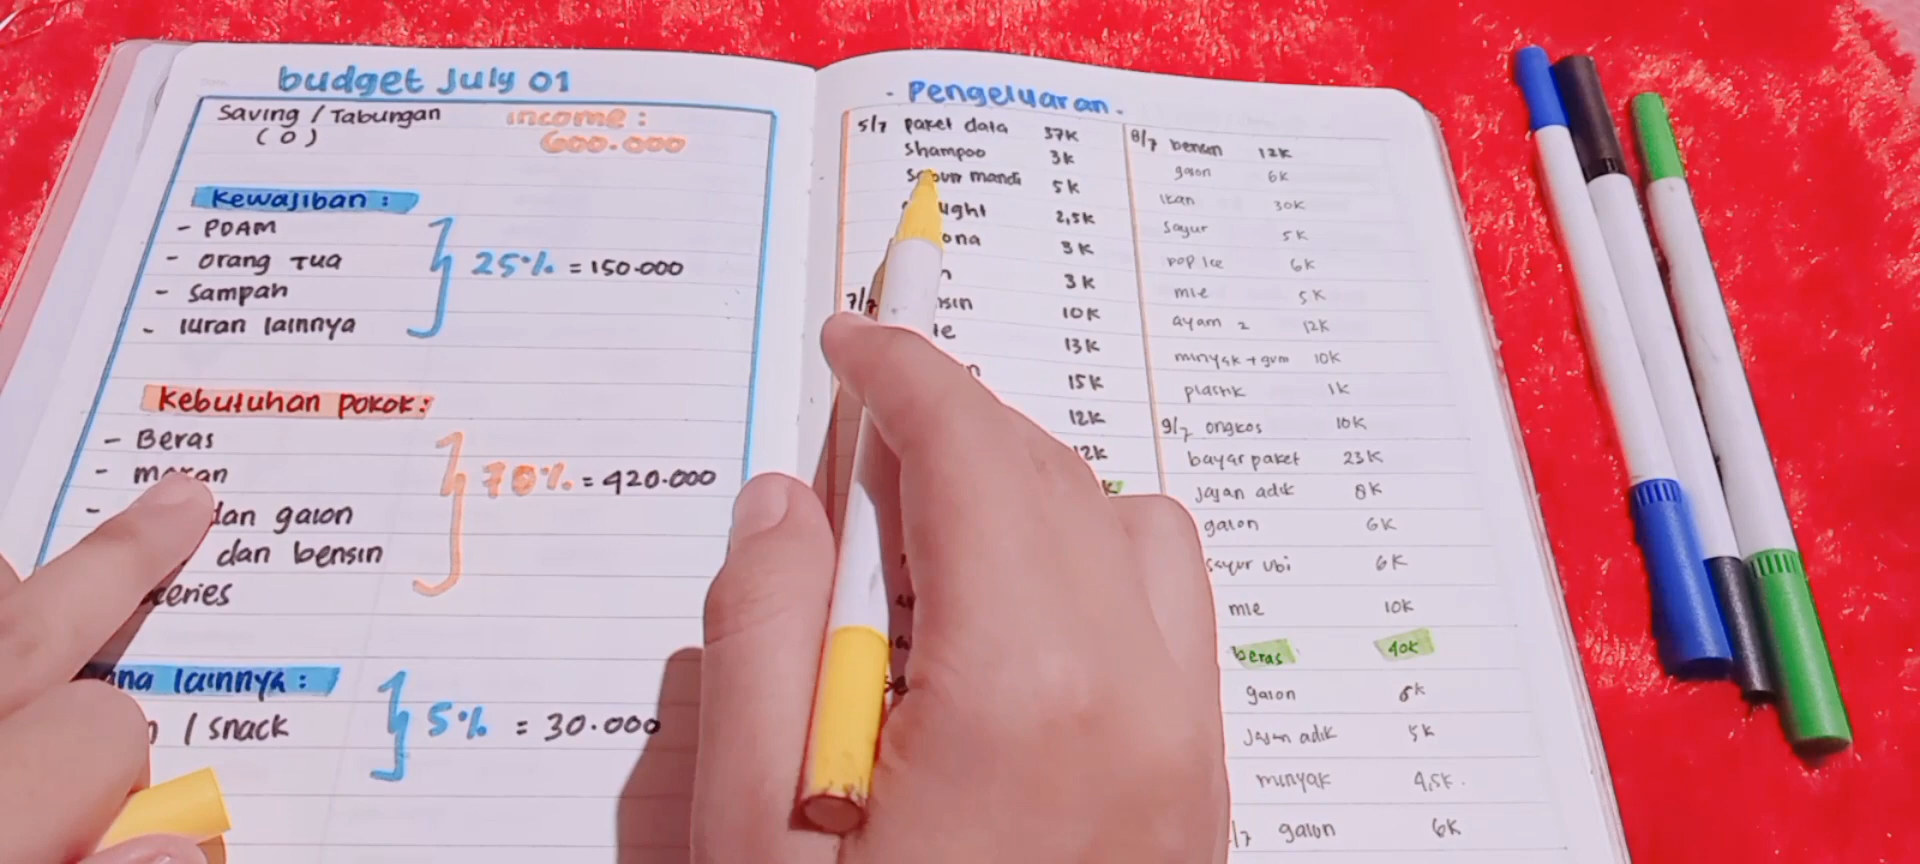 budget July 01
Saving / Tabungan
( 0 )
income :
600.000
Kewajiban :
- PDAM
- orang Tua
- Sampah
- Iuran lainnya
25% = 150.000
Kebutuhan pokok :
- Beras
- makan
- dan galon
dan bensin
70% = 420.000
lainnya :
/ snack
5% = 30.000
- Pengeluaran -
5/7 paket data 37K
Shampoo 3K
Sabun mandi 5K
2,5K
3K
3K
7/7 10K
13K
15K
12K
12K
8/7 bensin 12K
galon 6K
Ikan 30K
Sayur 5K
POP Ice 6K
mie 5K
ayam 2 12K
minyak + gum 10K
plastik 1K
9/7 ongkos 10K
bayar paket 23K
jajan adik 8K
galon 6K
sayur ubi 6K
mie 10K
beras 40K
galon 6K
Jajan adik 5K
minyak 4,5K.
/7 galon 6K